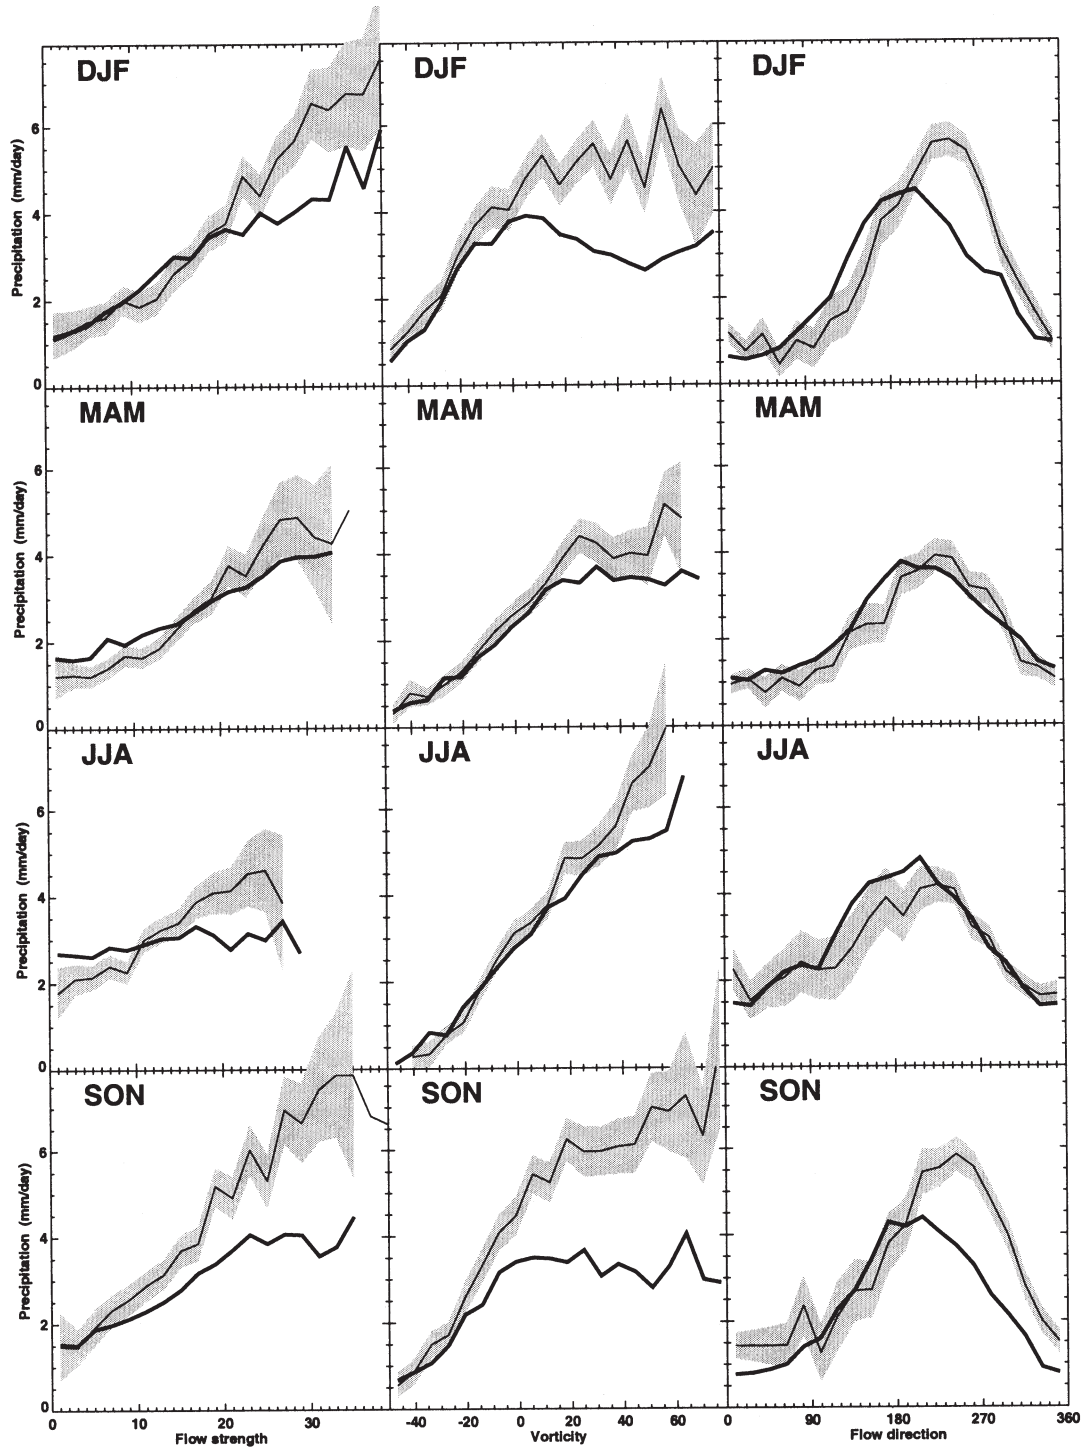 DJF DJF DJF
Precipitation (mm/day)
6
4
2
0
MAM MAM MAM
Precipitation (mm/day)
6
4
2
0
JJA JJA JJA
Precipitation (mm/day)
6
4
2
0
SON SON SON
Precipitation (mm/day)
6
4
2
0
0 10 20 30 -40 -20 0 20 40 60 0 90 180 270 360
Flow strength Vorticity Flow direction